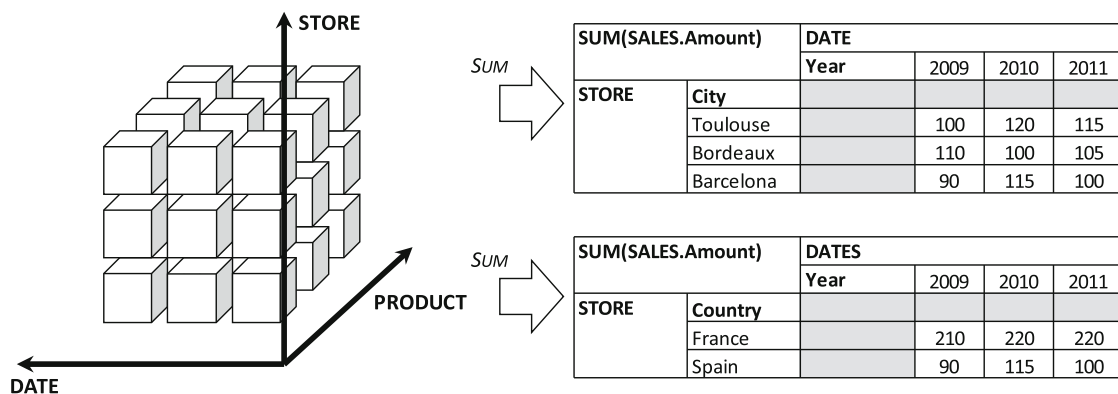 STORE
PRODUCT
DATE
SUM
SUM(SALES.Amount) DATE
Year 2009 2010 2011
STORE City
Toulouse 100 120 115
Bordeaux 110 100 105
Barcelona 90 115 100
SUM
SUM(SALES.Amount) DATES
Year 2009 2010 2011
STORE Country
France 210 220 220
Spain 90 115 100